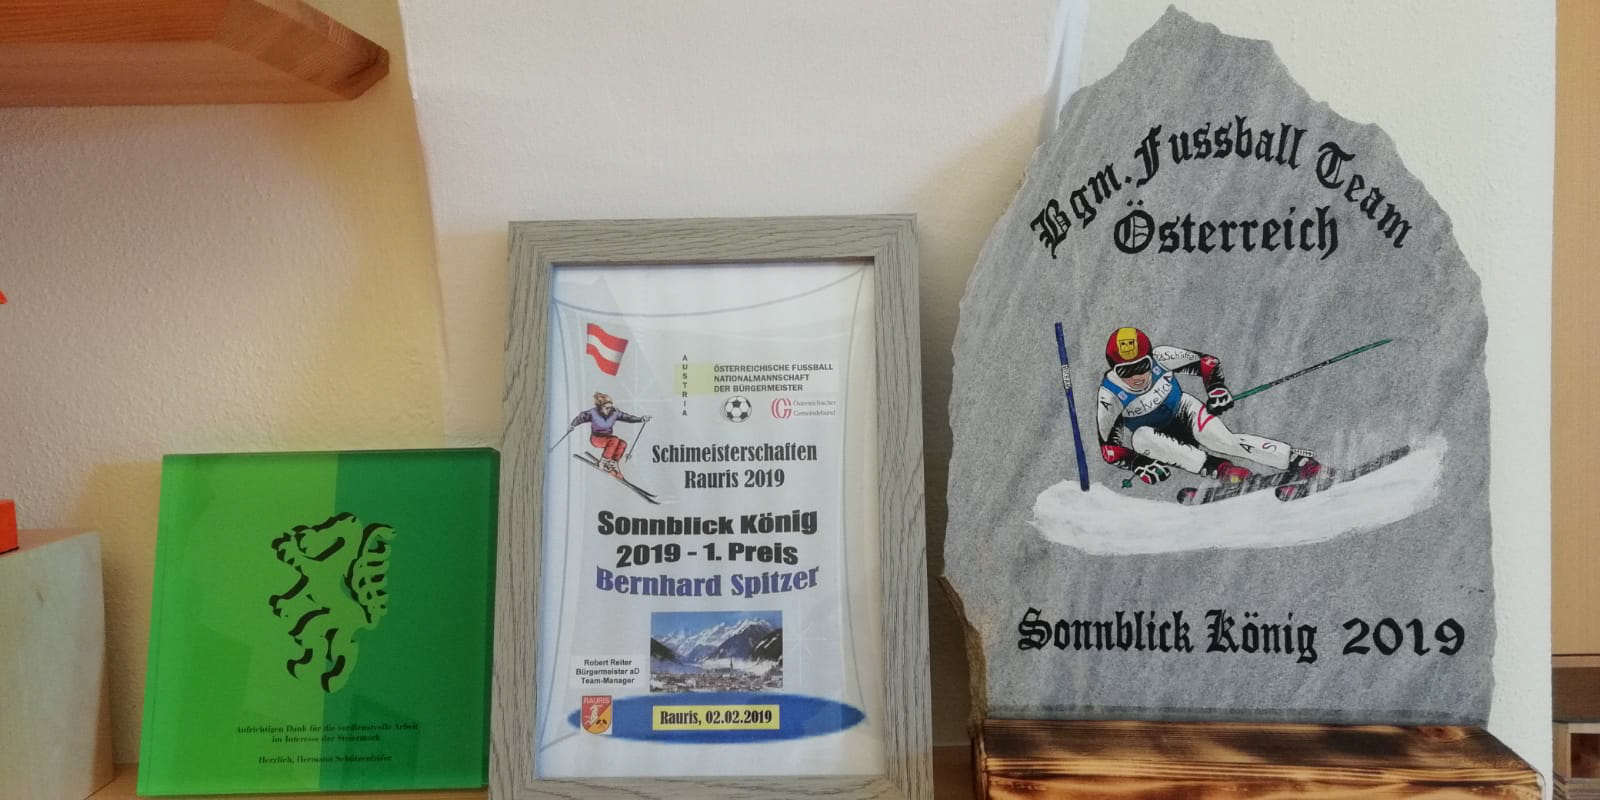 Aufrichtigen Dank für die verdienstvolle Arbeit
im Interesse der Steiermark
Herzlich, Hermann Schützenhöfer
AUSTRIA
ÖSTERREICHISCHE FUSSBALL
NATIONALMANNSCHAFT
DER BÜRGERMEISTER
Österreichischer
Gemeindebund
Schimeisterschaften
Rauris 2019
Sonnblick König
2019 - 1. Preis
Bernhard Spitzer
Robert Reiter
Bürgermeister aD
Team-Manager
RAURIS
Rauris, 02.02.2019
Bgm. Fussball Team
Österreich
Helvetia
Sonnblick König 2019